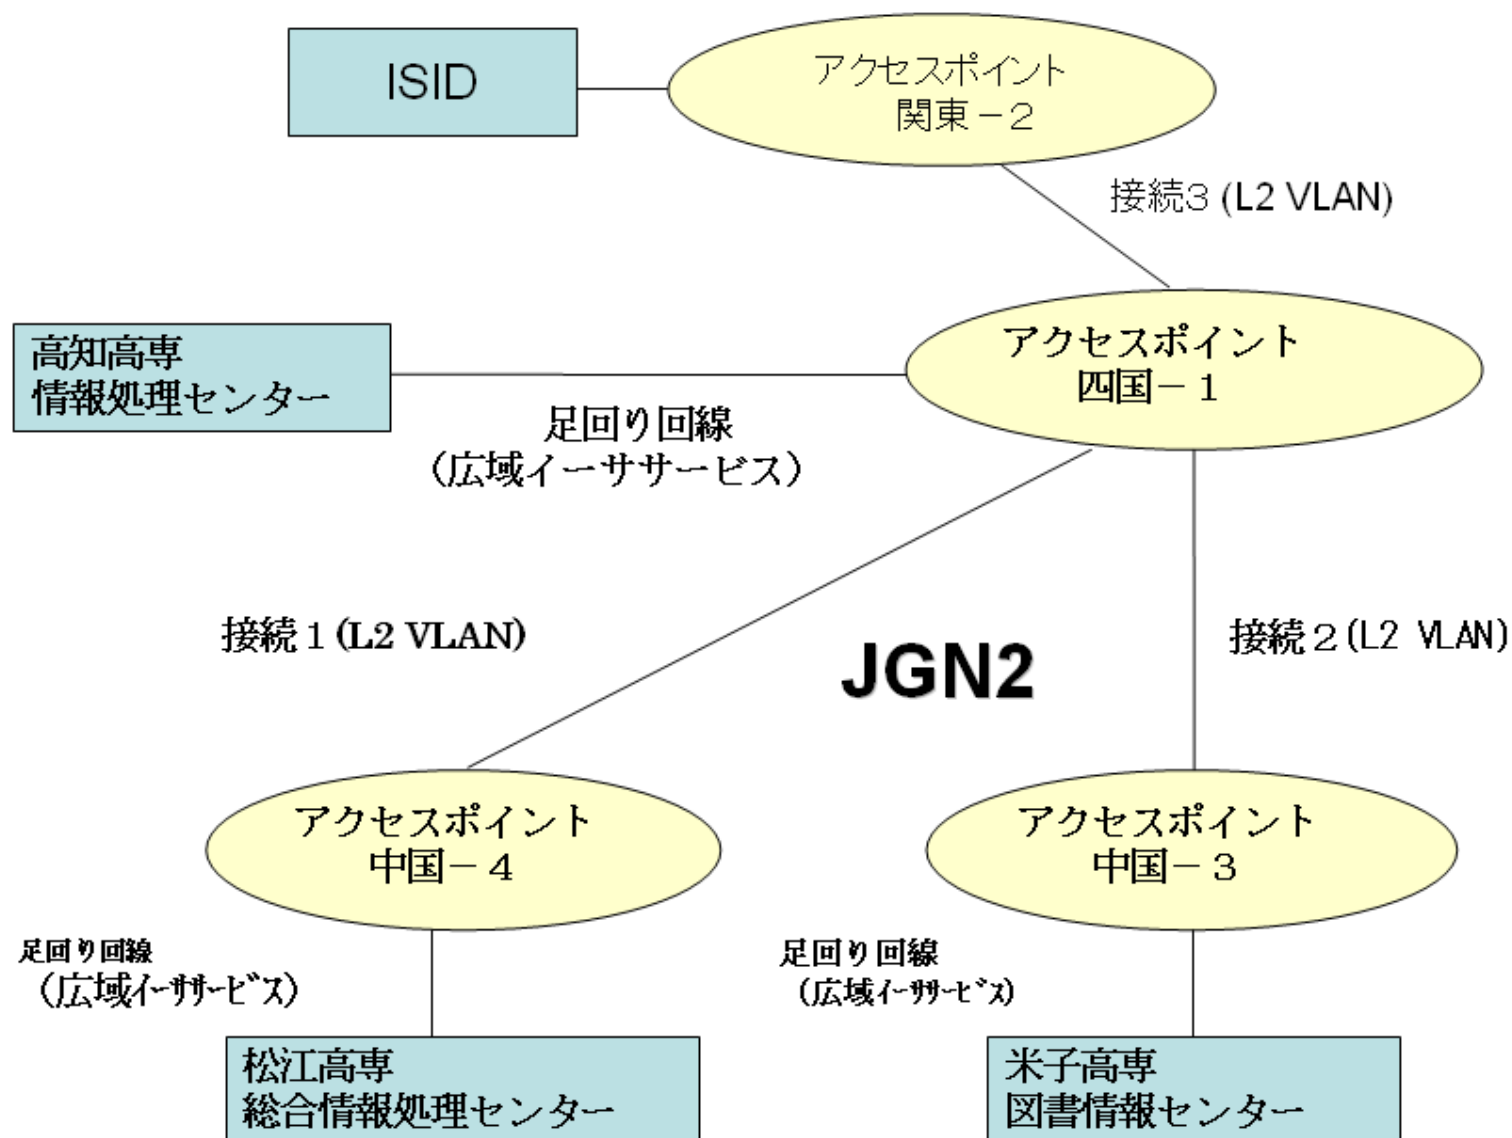 ISID
アクセスポイント
関東－２
接続３ (L2 VLAN)
高知高専
情報処理センター
アクセスポイント
四国－１
足回り回線
（広域イーササービス）
接続１(L2 VLAN)
JGN2
接続２(L2 VLAN)
アクセスポイント
中国－４
アクセスポイント
中国－３
足回り回線
（広域ｲｰｻｻｰﾋﾞｽ）
足回り回線
（広域ｲｰｻｻｰﾋﾞｽ）
松江高専
総合情報処理センター
米子高専
図書情報センター